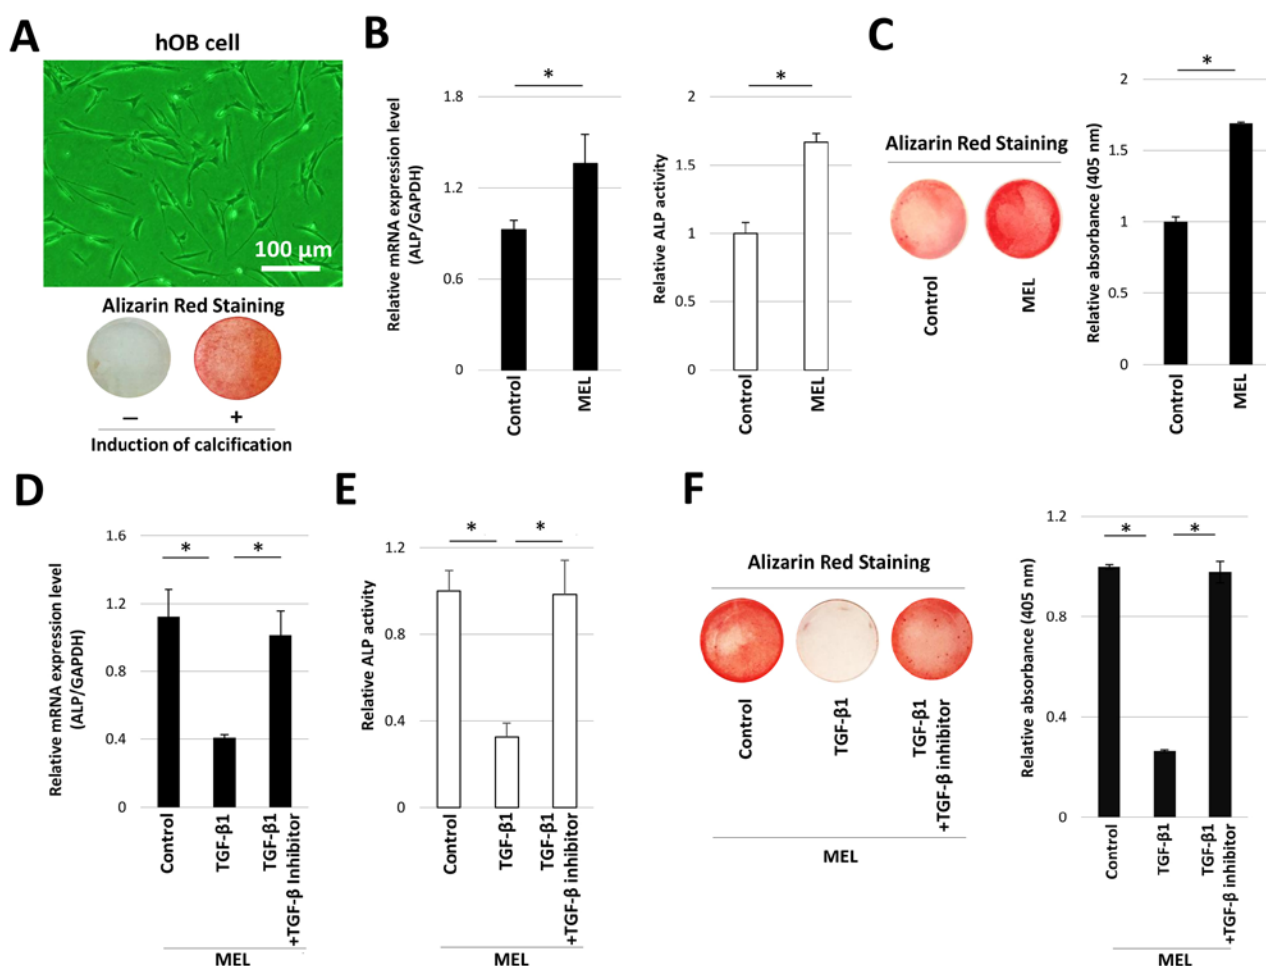 A
hOB cell
100 μm
Alizarin Red Staining
–
+
Induction of calcification
B
Relative mRNA expression level
(ALP/GAPDH)
1.8
1.2
0.6
0
*
Control
MEL
Relative ALP activity
2
1.5
1
0.5
0
*
Control
MEL
C
Alizarin Red Staining
Control
MEL
Relative absorbance (405 nm)
2
1.5
1
0.5
0
*
Control
MEL
D
Relative mRNA expression level
(ALP/GAPDH)
1.6
1.2
0.8
0.4
0
*
*
Control
TGF-β1
TGF-β1
+TGF-β Inhibitor
MEL
E
Relative ALP activity
1.2
0.8
0.4
0
*
*
Control
TGF-β1
TGF-β1
+TGF-β inhibitor
MEL
F
Alizarin Red Staining
Control
TGF-β1
TGF-β1
+TGF-β inhibitor
MEL
Relative absorbance (405 nm)
1.2
0.8
0.4
0
*
*
Control
TGF-β1
TGF-β1
+TGF-β inhibitor
MEL